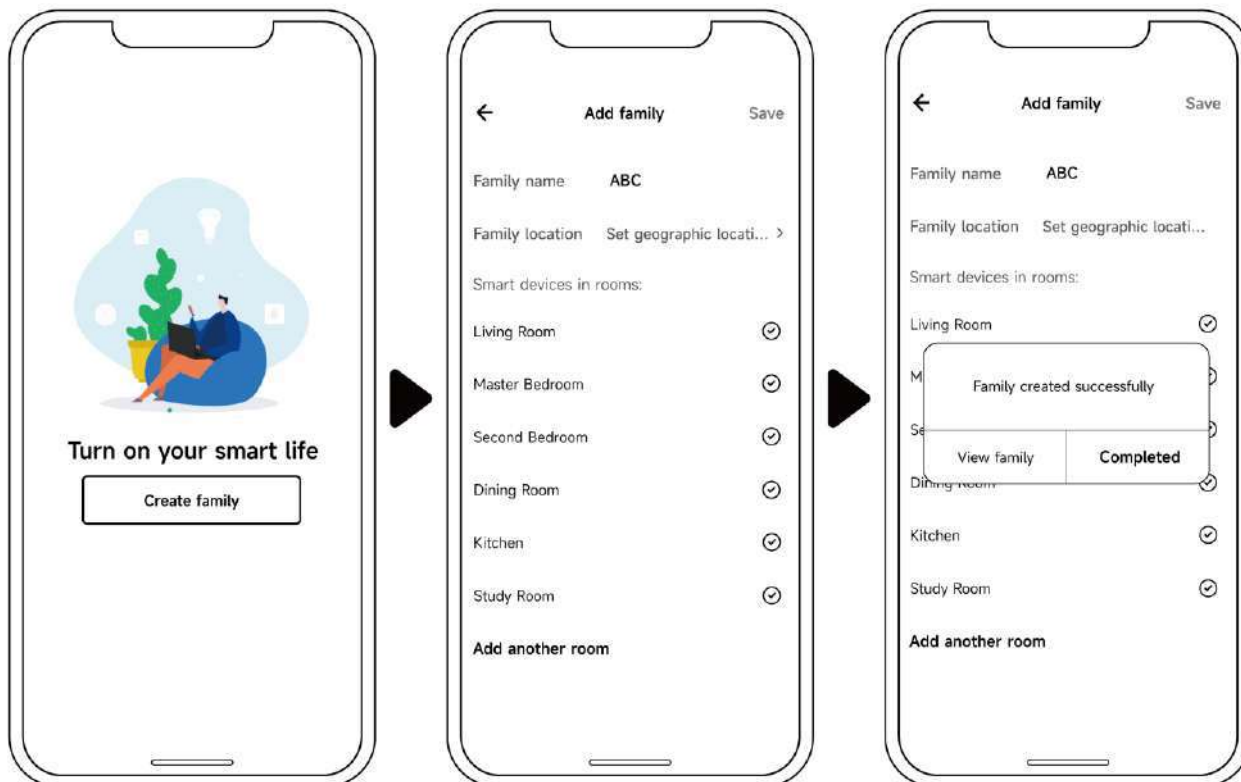 Turn on your smart life
Create family
Add family
Save
Family name
ABC
Family location
Set geographic locati... >
Smart devices in rooms:
Living Room
Master Bedroom
Second Bedroom
Dining Room
Kitchen
Study Room
Add another room
Add family
Save
Family name
ABC
Family location
Set geographic locati...
Smart devices in rooms:
Living Room
M
Family created successfully
Se
View family
Completed
Dining Room
Kitchen
Study Room
Add another room